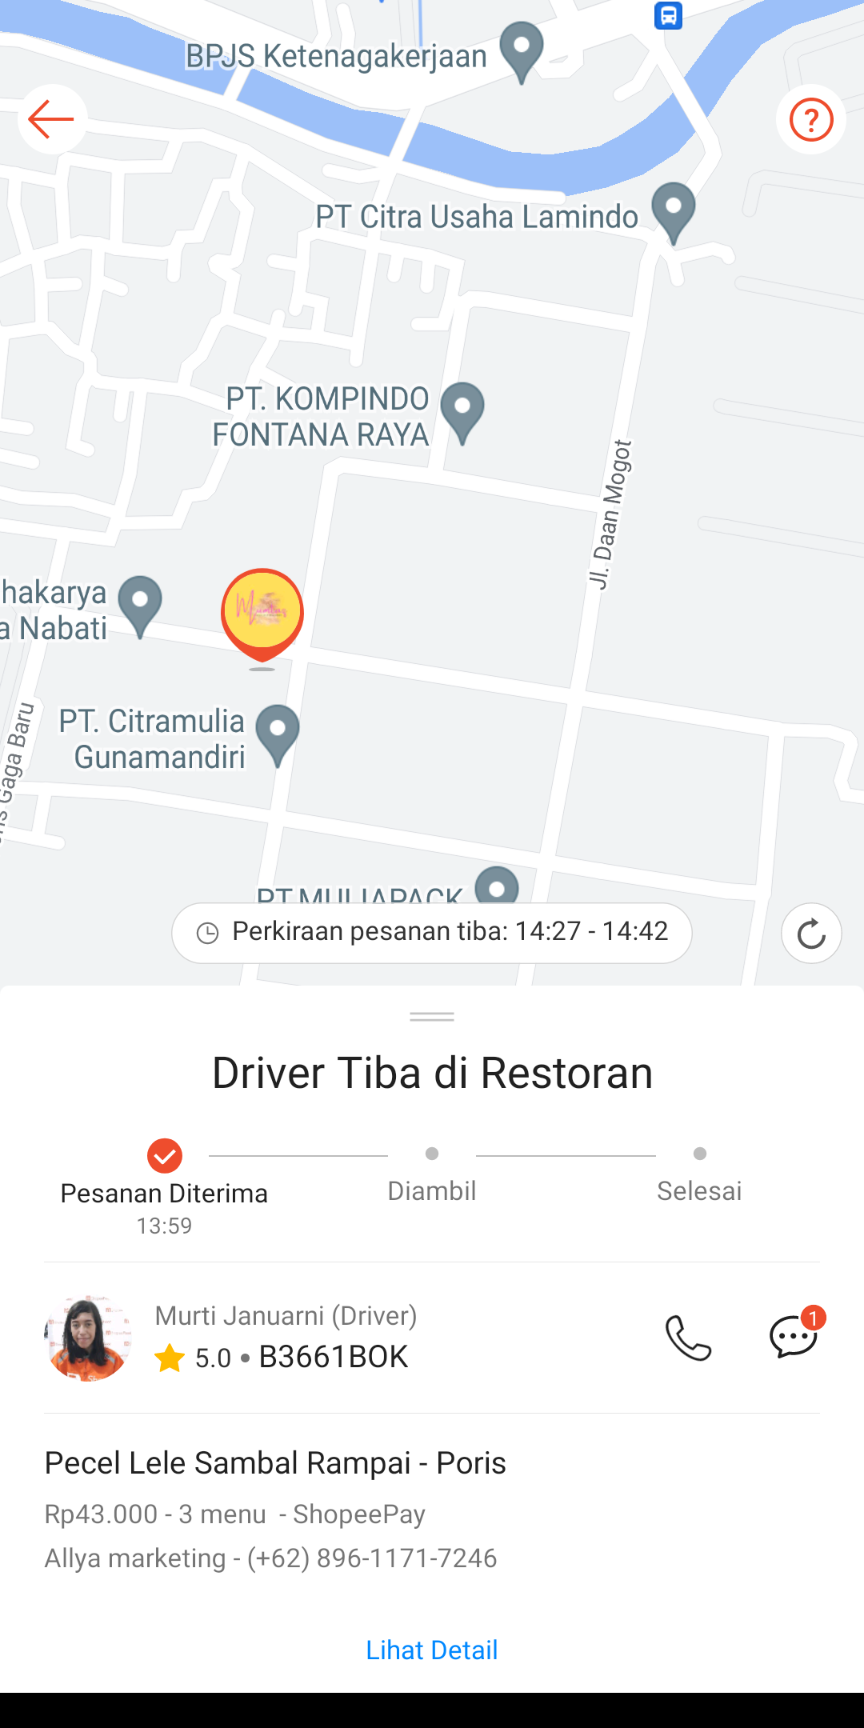 BPJS Ketenagakerjaan
?
PT Citra Usaha Lamindo
PT. KOMPINDO
FONTANA RAYA
Jl. Daan Mogot
hakarya
a Nabati
PT. Citramulia
Gunamandiri
Gaga Baru
PT MULIAPACK
Perkiraan pesanan tiba: 14:27 - 14:42
Driver Tiba di Restoran
Pesanan Diterima
13:59
Diambil
Selesai
Murti Januarni (Driver)
5.0 • B3661BOK
1
Pecel Lele Sambal Rampai - Poris
Rp43.000 - 3 menu - ShopeePay
Allya marketing - (+62) 896-1171-7246
Lihat Detail